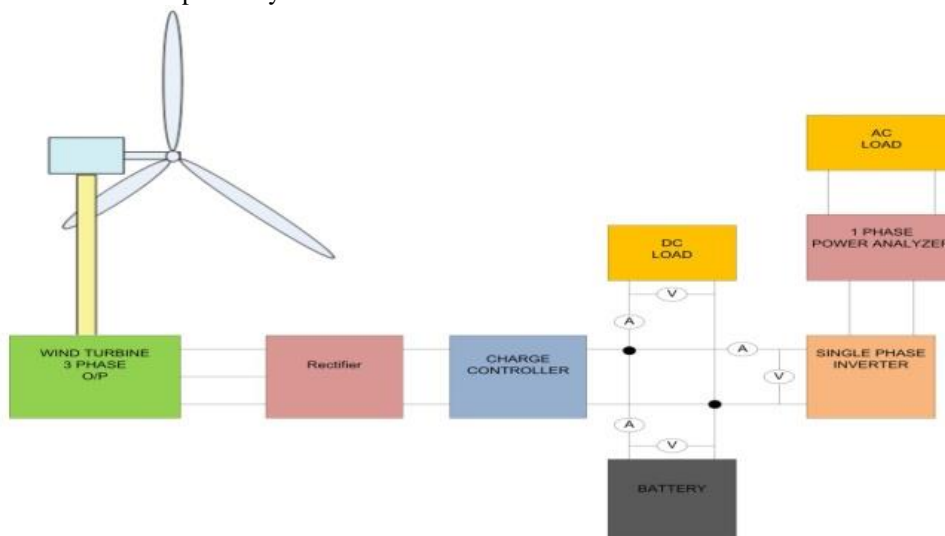 AC
LOAD
1 PHASE
POWER ANALYZER
DC
LOAD
V
A
WIND TURBINE
3 PHASE
O/P
Rectifier
CHARGE
CONTROLLER
A
V
SINGLE PHASE
INVERTER
A
V
BATTERY